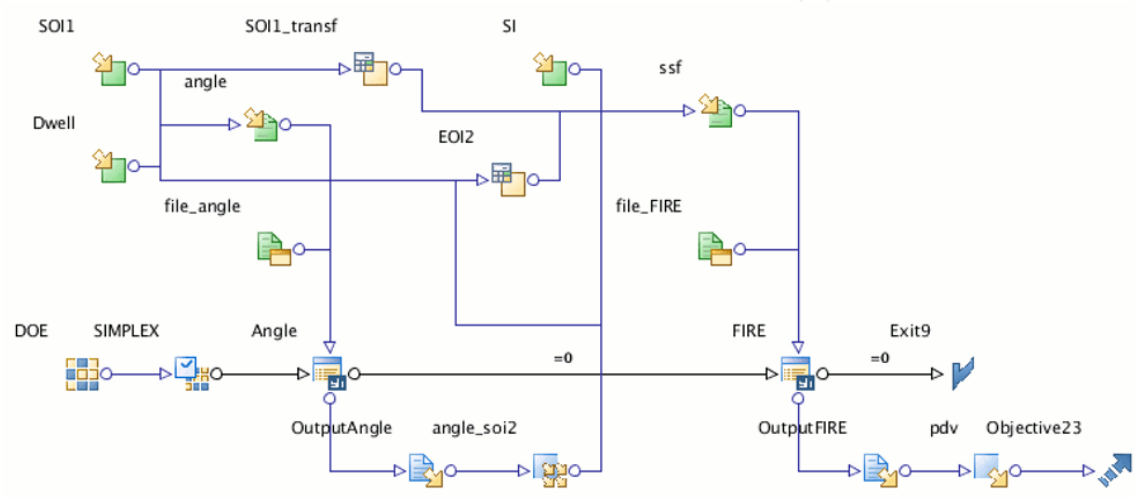 SOI1
SOI1_transf
SI
angle
ssf
Dwell
EOI2
file_angle
file_FIRE
DOE
SIMPLEX
Angle
=0
FIRE
=0
Exit9
OutputAngle
angle_soi2
OutputFIRE
pdv
Objective23